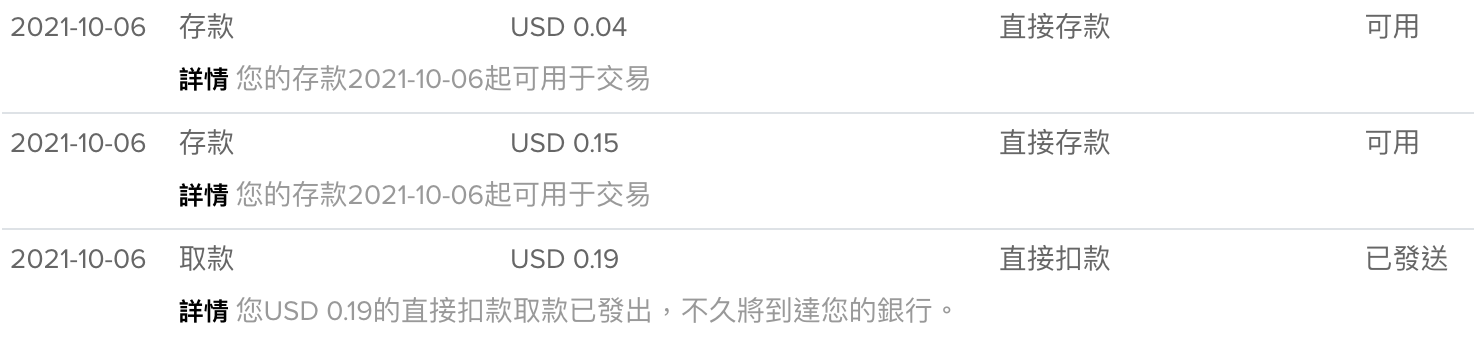 2021-10-06 存款 USD 0.04 直接存款 可用
詳情 您的存款2021-10-06起可用于交易
2021-10-06 存款 USD 0.15 直接存款 可用
詳情 您的存款2021-10-06起可用于交易
2021-10-06 取款 USD 0.19 直接扣款 已發送
詳情 您USD 0.19的直接扣款取款已發出，不久將到達您的銀行。